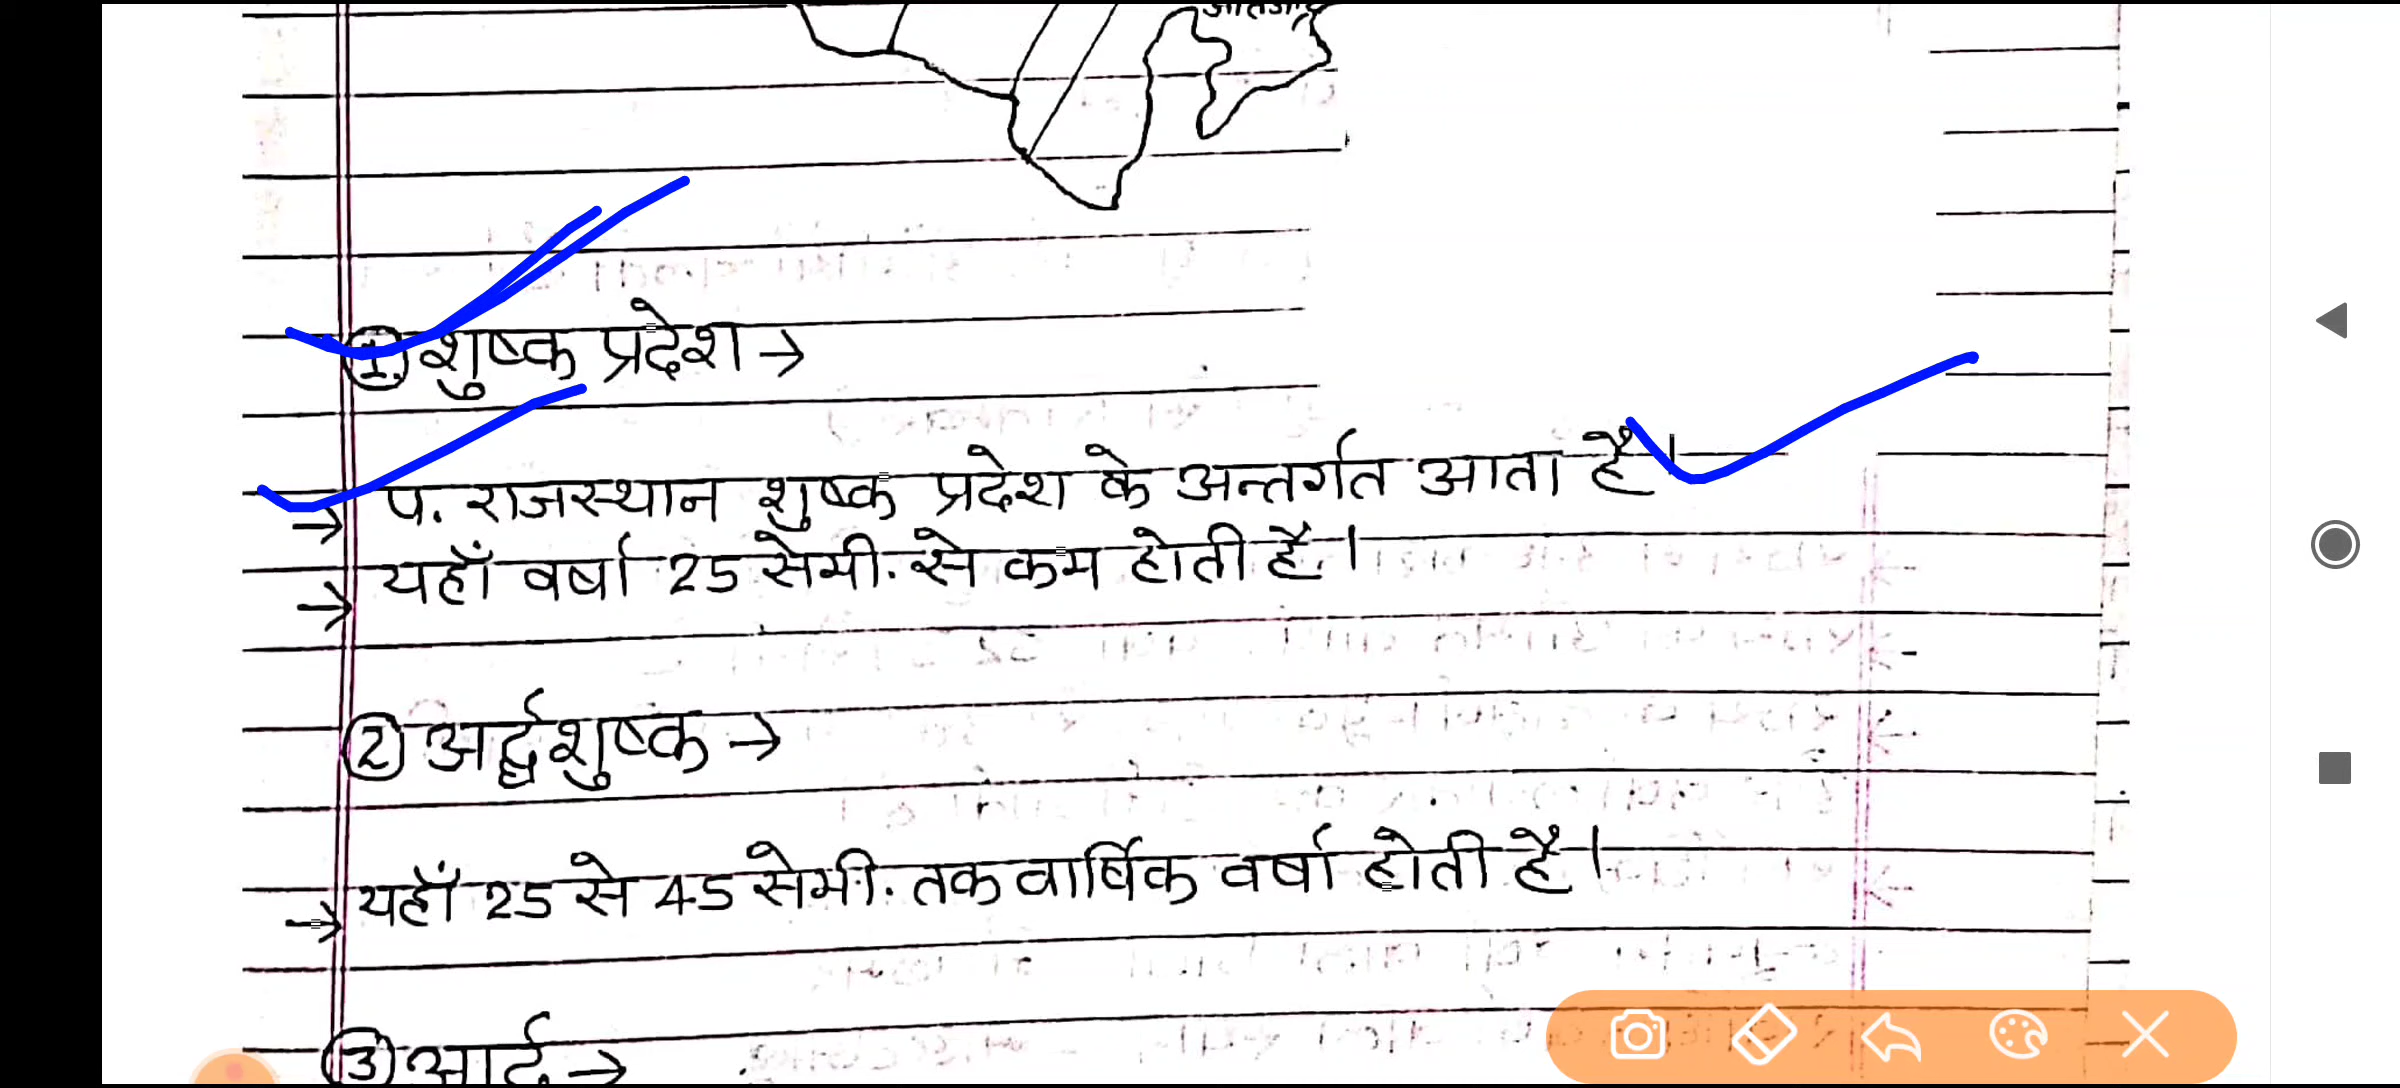 ① शुष्क प्रदेश →
→ प. राजस्थान शुष्क प्रदेश के अन्तर्गत आता है।
→ यहाँ वर्षा 25 सेमी. से कम होती है।
② अर्द्धशुष्क →
→ यहाँ 25 से 45 सेमी. तक वार्षिक वर्षा होती है।
③ आर्द्र →